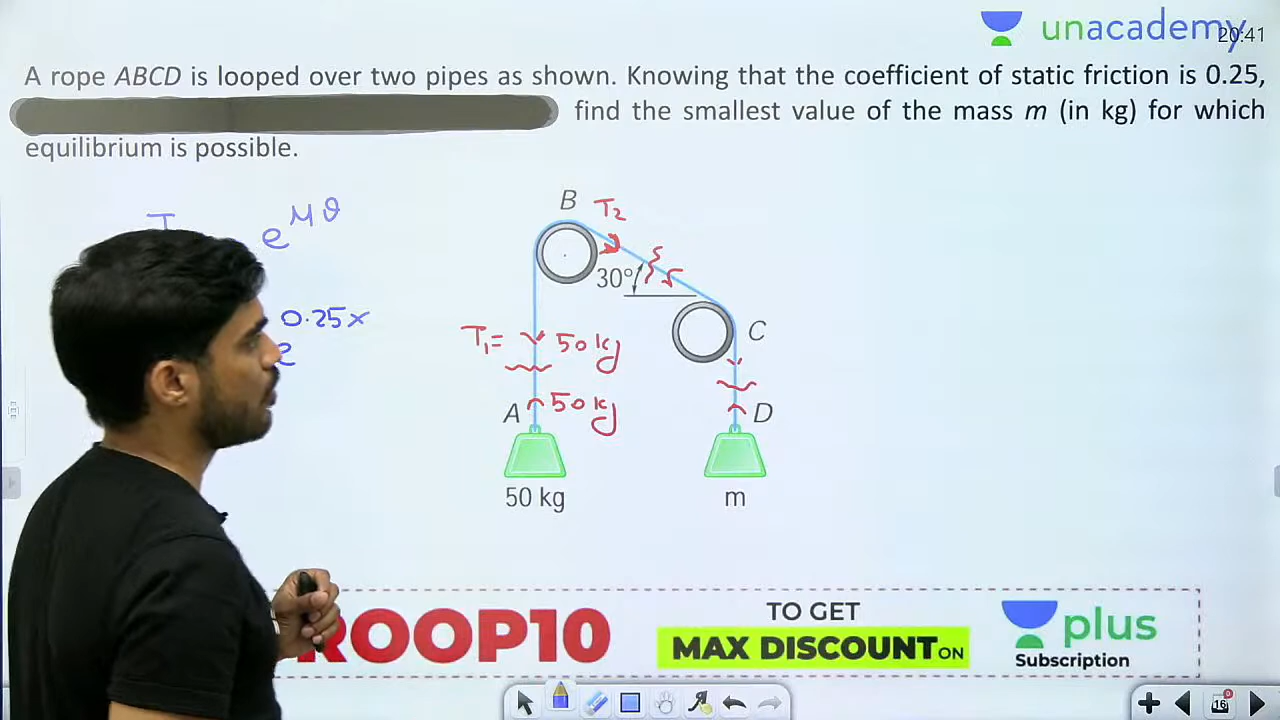 unacademy
20:41
A rope ABCD is looped over two pipes as shown. Knowing that the coefficient of static friction is 0.25,
find the smallest value of the mass m (in kg) for which
equilibrium is possible.
T
e^μθ
0.25×
e
B
T₂
30°
C
T₁= 50 kg
A 50 kg
D
50 kg
m
ROOP10
TO GET
MAX DISCOUNT ON
plus
Subscription
16